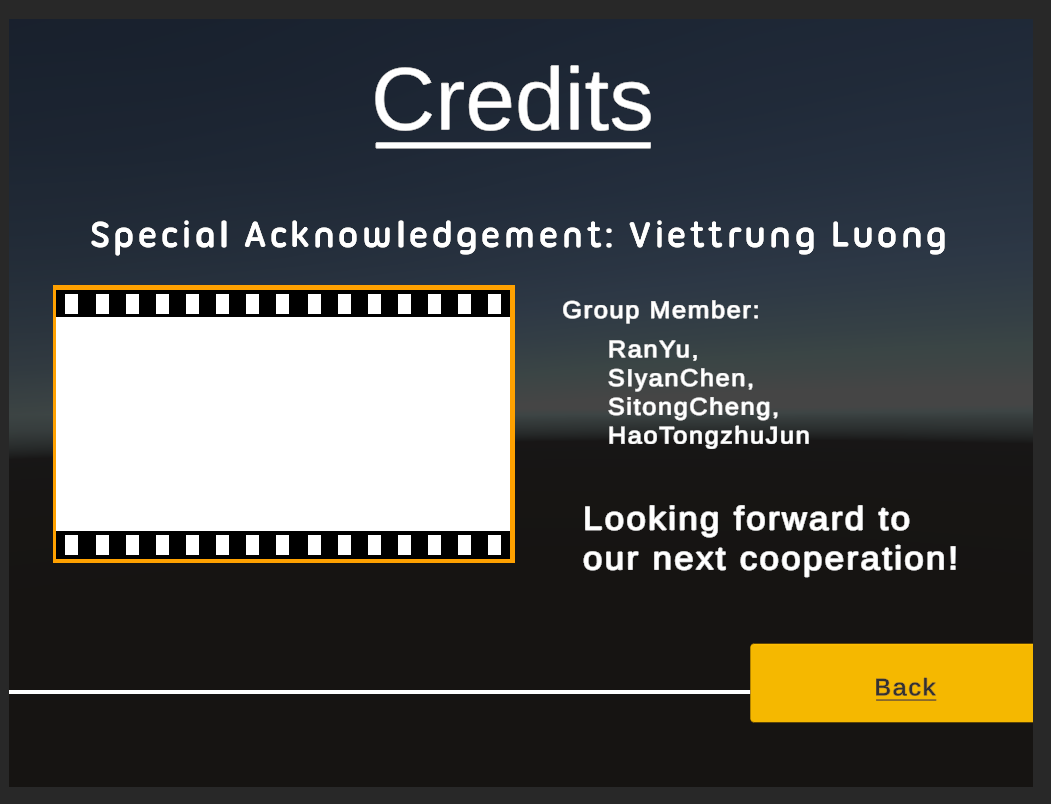 Credits
Special Acknowledgement: Viettrung Luong
Group Member:
RanYu,
SIyanChen,
SitongCheng,
HaoTongzhuJun
Looking forward to
our next cooperation!
Back